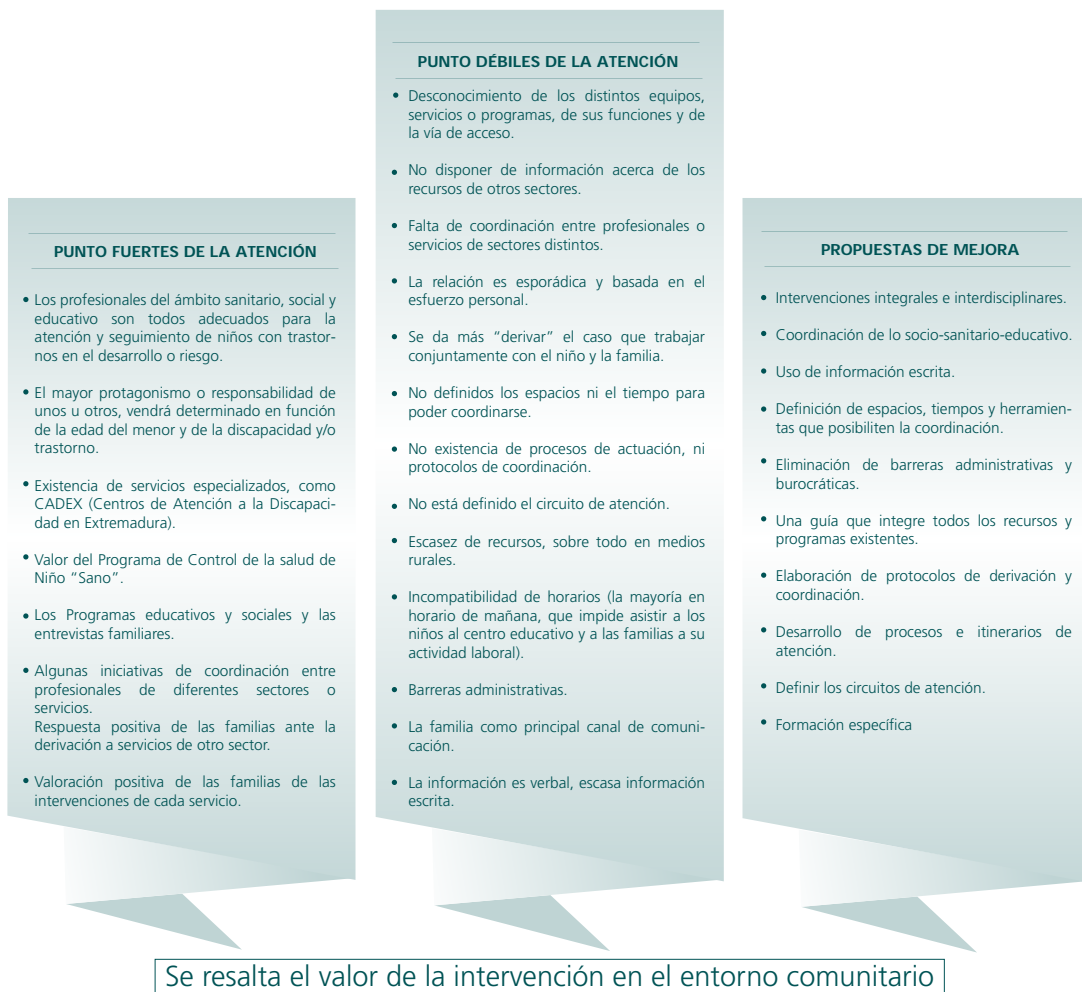 PUNTO FUERTES DE LA ATENCIÓN
• Los profesionales del ámbito sanitario, social y
educativo son todos adecuados para la
atención y seguimiento de niños con trastor-
nos en el desarrollo o riesgo.
• El mayor protagonismo o responsabilidad de
unos u otros, vendrá determinado en función
de la edad del menor y de la discapacidad y/o
trastorno.
• Existencia de servicios especializados, como
CADEX (Centros de Atención a la Discapaci-
dad en Extremadura).
• Valor del Programa de Control de la salud de
Niño “Sano”.
• Los Programas educativos y sociales y las
entrevistas familiares.
• Algunas iniciativas de coordinación entre
profesionales de diferentes sectores o
servicios.
Respuesta positiva de las familias ante la
derivación a servicios de otro sector.
• Valoración positiva de las familias de las
intervenciones de cada servicio.
PUNTO DÉBILES DE LA ATENCIÓN
• Desconocimiento de los distintos equipos,
servicios o programas, de sus funciones y de
la vía de acceso.
• No disponer de información acerca de los
recursos de otros sectores.
• Falta de coordinación entre profesionales o
servicios de sectores distintos.
• La relación es esporádica y basada en el
esfuerzo personal.
• Se da más “derivar” el caso que trabajar
conjuntamente con el niño y la familia.
• No definidos los espacios ni el tiempo para
poder coordinarse.
• No existencia de procesos de actuación, ni
protocolos de coordinación.
• No está definido el circuito de atención.
• Escasez de recursos, sobre todo en medios
rurales.
• Incompatibilidad de horarios (la mayoría en
horario de mañana, que impide asistir a los
niños al centro educativo y a las familias a su
actividad laboral).
• Barreras administrativas.
• La familia como principal canal de comuni-
cación.
• La información es verbal, escasa información
escrita.
PROPUESTAS DE MEJORA
• Intervenciones integrales e interdisciplinares.
• Coordinación de lo socio-sanitario-educativo.
• Uso de información escrita.
• Definición de espacios, tiempos y herramien-
tas que posibiliten la coordinación.
• Eliminación de barreras administrativas y
burocráticas.
• Una guía que integre todos los recursos y
programas existentes.
• Elaboración de protocolos de derivación y
coordinación.
• Desarrollo de procesos e itinerarios de
atención.
• Definir los circuitos de atención.
• Formación específica
Se resalta el valor de la intervención en el entorno comunitario